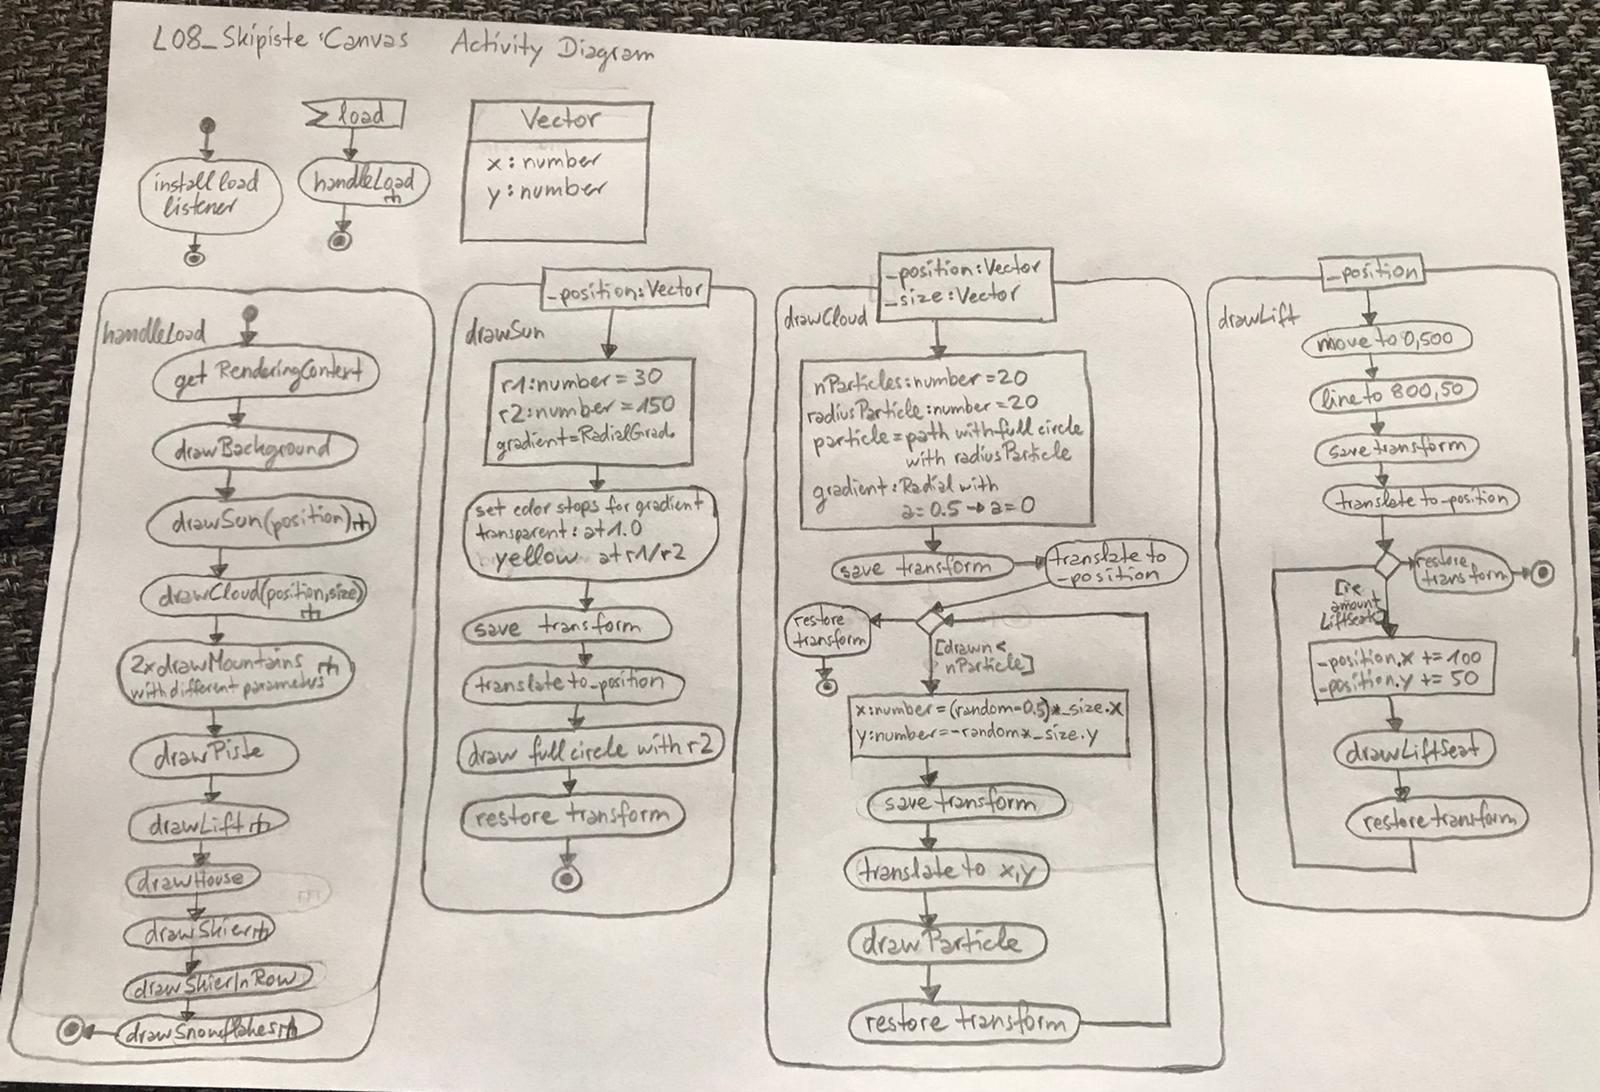 L08_Skipiste Canvas Activity Diagram
install load
listener
load
handleLoad
Vector
x: number
y: number
handleLoad
get RenderingContext
drawBackground
drawSun(position)
drawCloud(position,size)
2xdrawMountains
with different parameters
drawPiste
drawLift
drawHouse
drawSkier
drawSkierInRow
drawSnowflakes
_position:Vector
drawSun
r1:number = 30
r2:number = 150
gradient=RadialGrad.
set color stops for gradient
transparent: at 1.0
yellow at r1/r2
save transform
translate to _position
draw full circle with r2
restore transform
_position:Vector
_size:Vector
drawCloud
nParticles:number = 20
radiusParticle:number = 20
particle = path with full circle
with radiusParticle
gradient: Radial with
a=0.5 → a=0
save transform
translate to
_position
restore
transform
[drawn <
nParticle]
x:number=(random-0.5)*_size.x
y:number=-random*_size.y
save transform
translate to x,y
drawParticle
restore transform
_position
drawLift
move to 0,500
line to 800,50
save transform
translate to _position
restore
transform
amount
LiftSeat
_position.x += 100
_position.y += 50
drawLiftSeat
restore transform